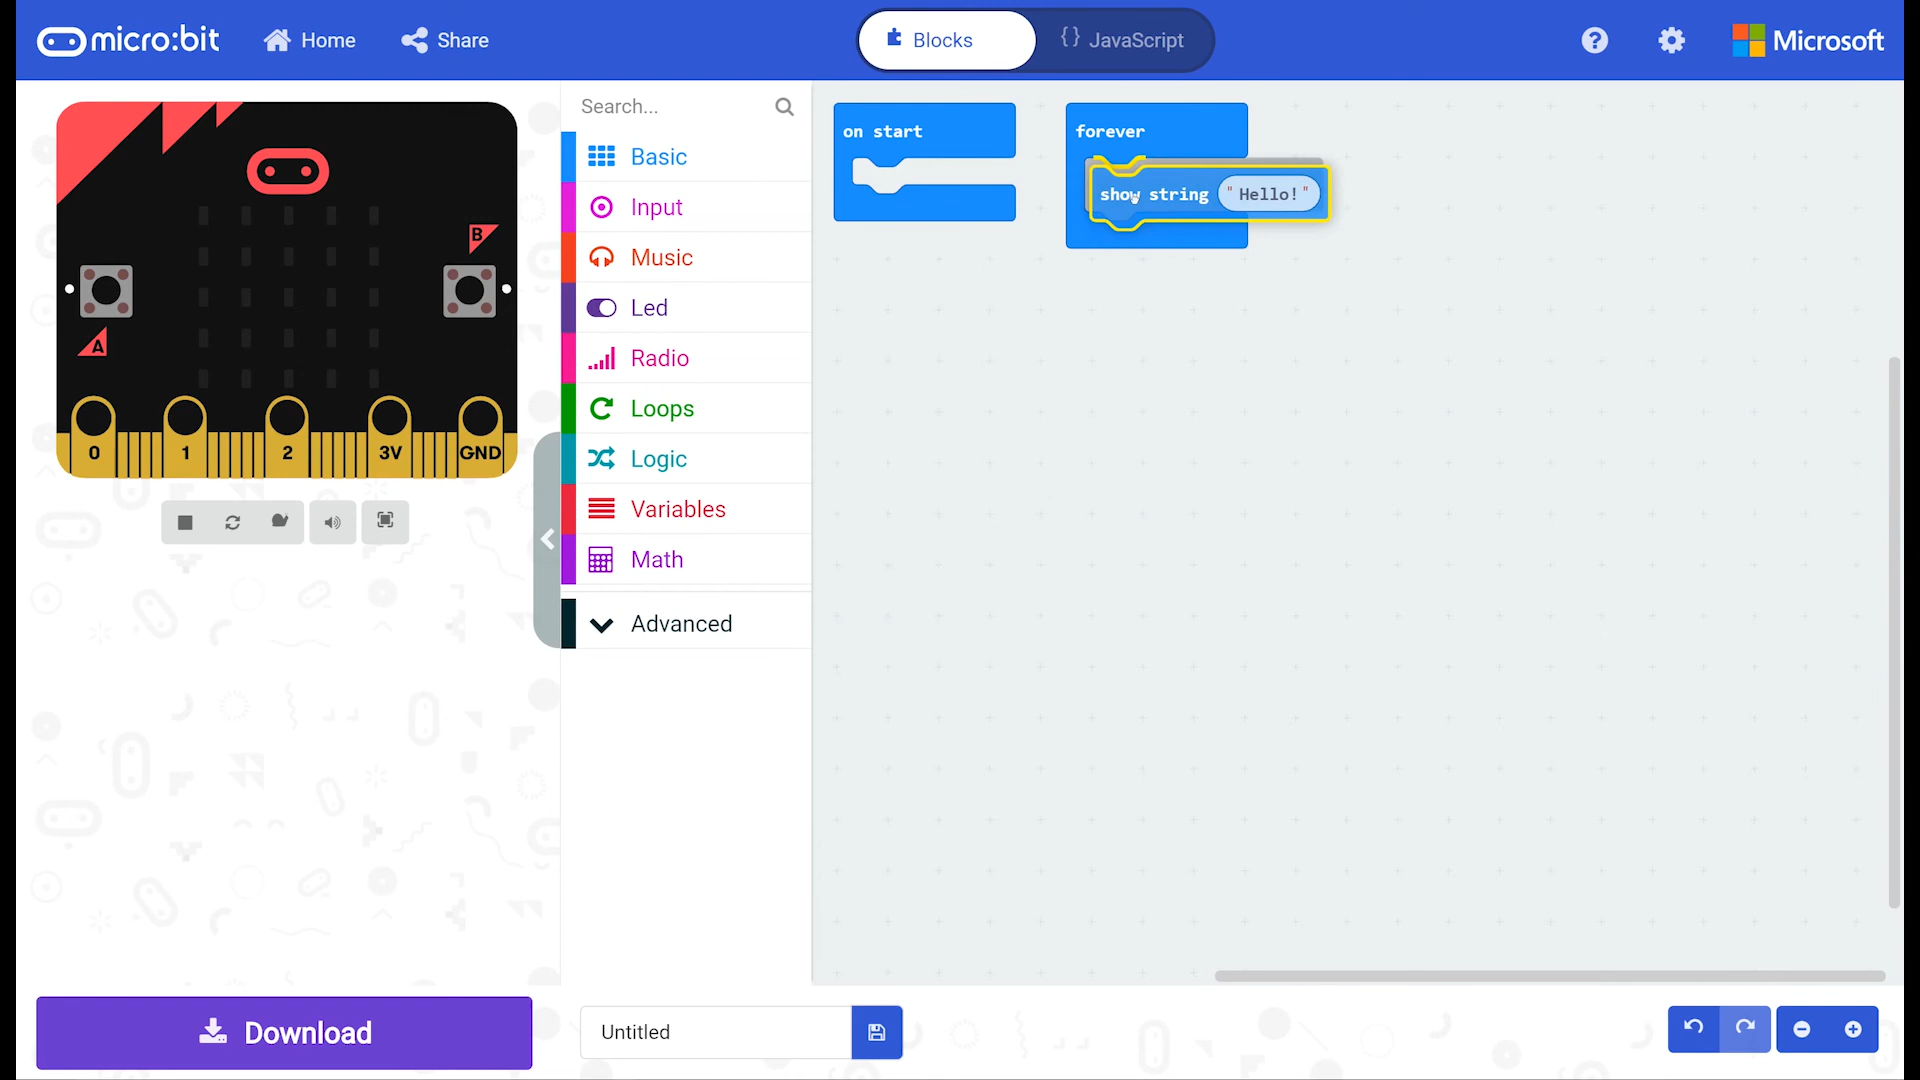 micro:bit Home Share Blocks {} JavaScript ? Microsoft
Search...
Basic
Input
Music
Led
Radio
Loops
Logic
Variables
Math
Advanced
on start
forever
show string "Hello!"
B
A
0 1 2 3V GND
Download
Untitled